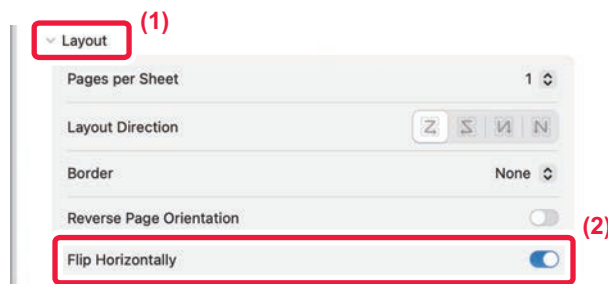 (1)
Layout
Pages per Sheet 1
Layout Direction
Border None
Reverse Page Orientation
(2)
Flip Horizontally